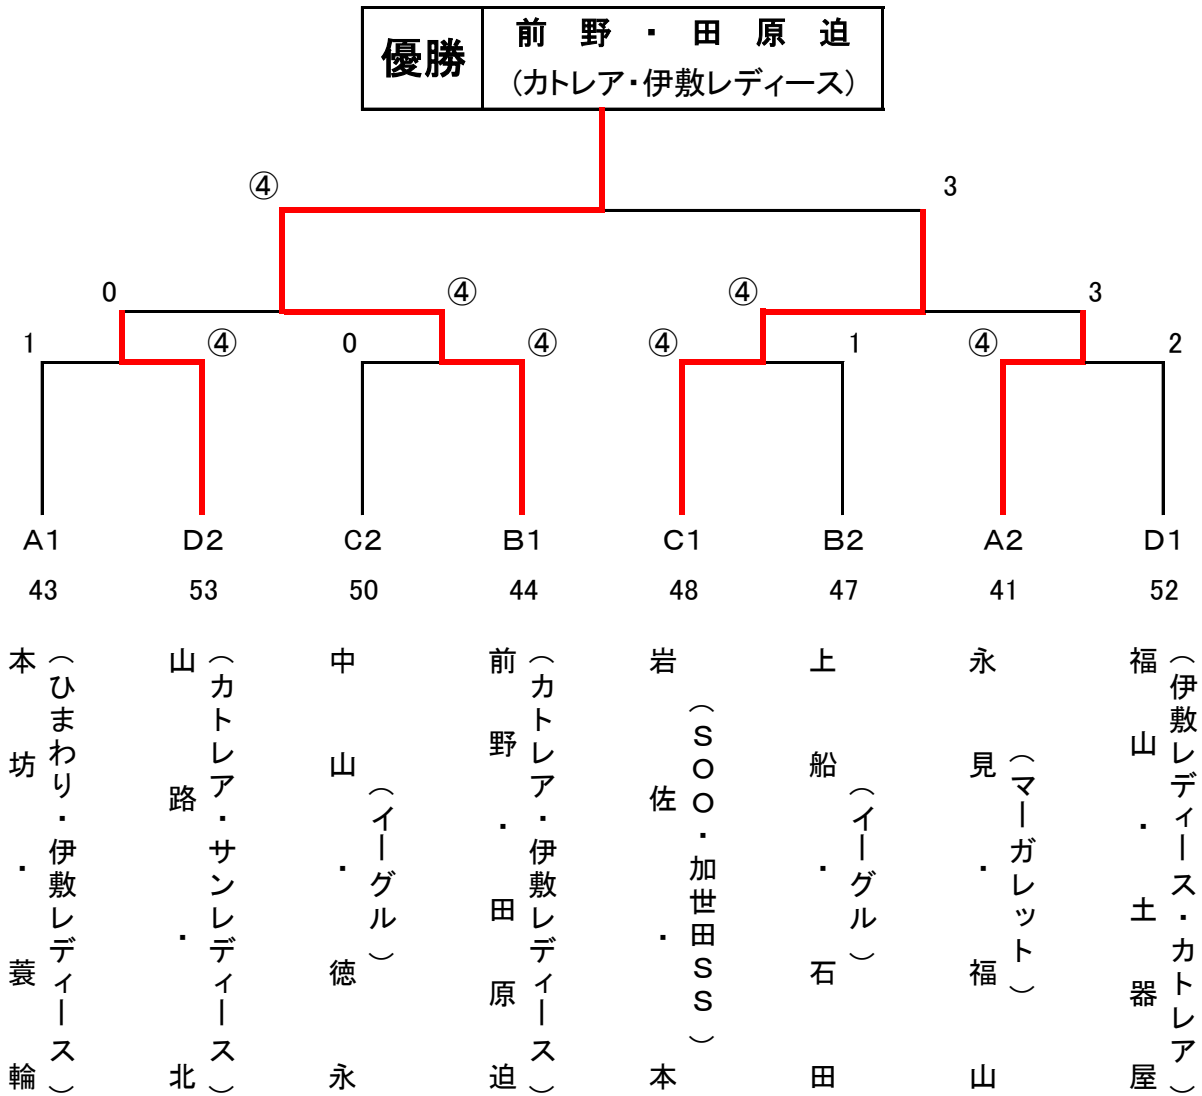 優勝
前野・田原迫
(カトレア・伊敷レディース)
④
3
0
④
④
3
1
④
0
④
④
1
④
2
A1
D2
C2
B1
C1
B2
A2
D1
43
53
50
44
48
47
41
52
本坊・蓑輪
(ひまわり・伊敷レディース)
山路・北
(カトレア・サンレディース)
中山・徳永
(イーグル)
前野・田原迫
(カトレア・伊敷レディース)
岩佐・本
(SOO・加世田SS)
上船・石田
(イーグル)
永見・福山
(マーガレット)
福山・土器屋
(伊敷レディース・カトレア)